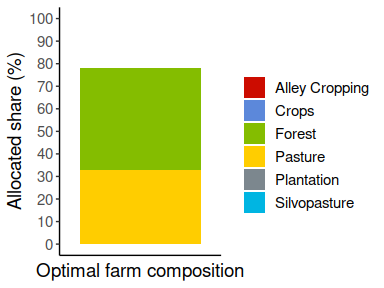 Allocated share (%)
100
90
80
70
60
50
40
30
20
10
0
Optimal farm composition
Alley Cropping
Crops
Forest
Pasture
Plantation
Silvopasture